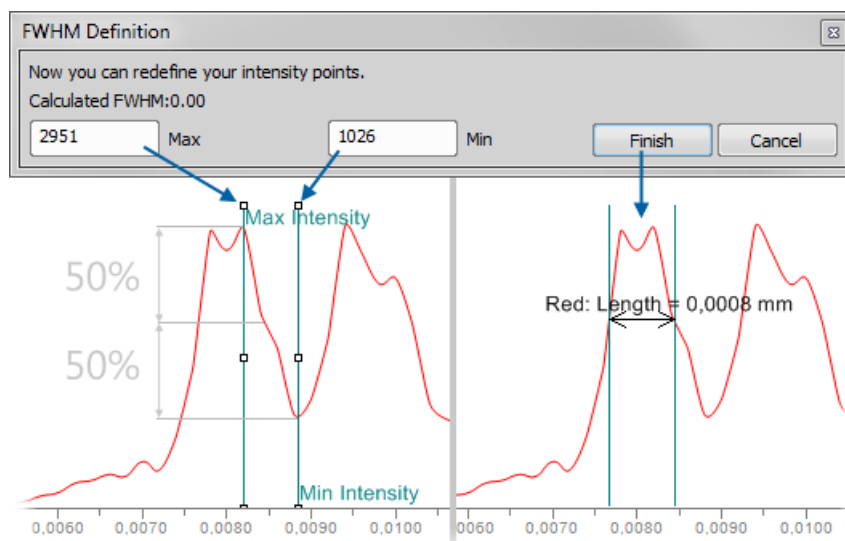 FWHM Definition
Now you can redefine your intensity points.
Calculated FWHM:0.00
2951 Max 1026 Min Finish Cancel
Max Intensity
50%
Red: Length = 0,0008 mm
50%
Min Intensity
0,0060 0,0070 0,0080 0,0090 0,0100 0060 0,0070 0,0080 0,0090 0,0100